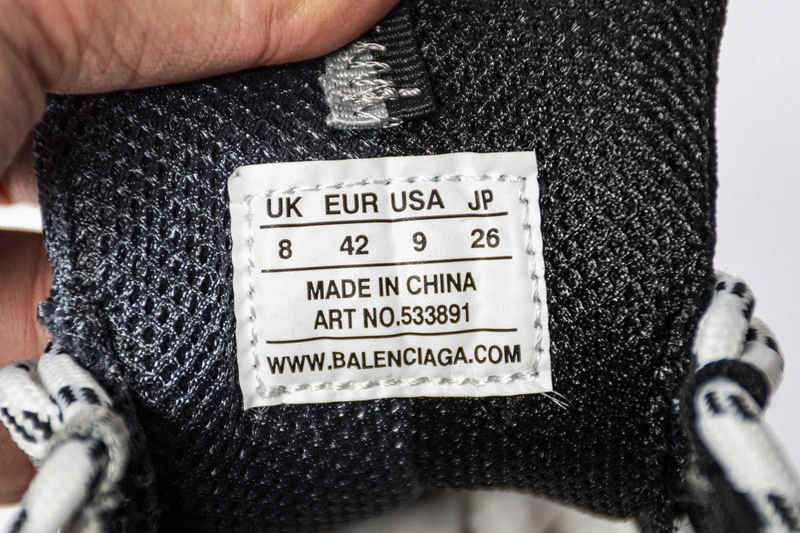 UK EUR USA JP
8 42 9 26
MADE IN CHINA
ART NO.533891
WWW.BALENCIAGA.COM